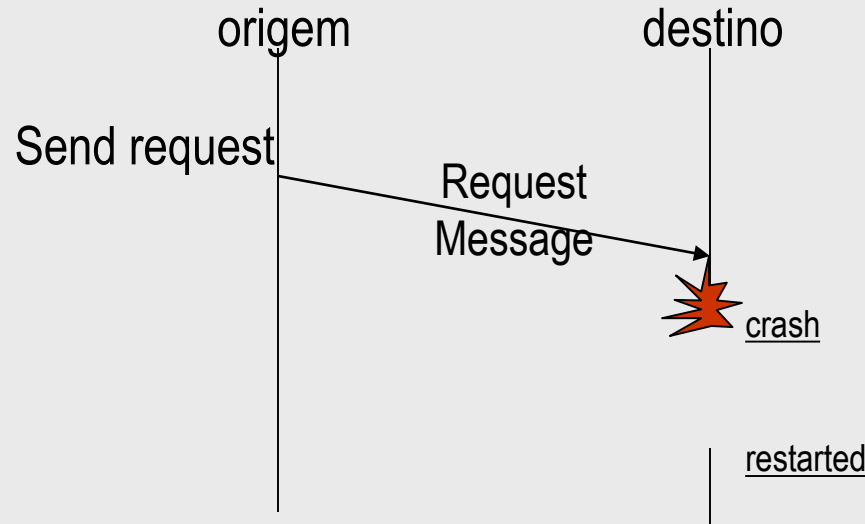 origem
destino
Send request
Request
Message
crash
restarted